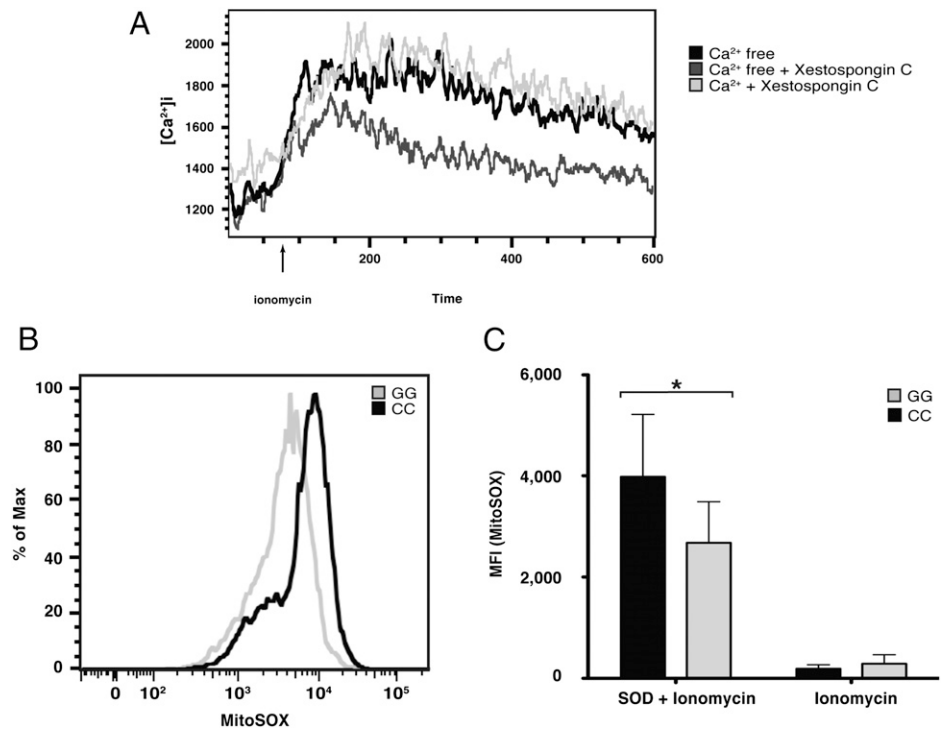 A
[Ca²⁺]i
2000
1800
1600
1400
1200
200
400
600
ionomycin
Time
Ca²⁺ free
Ca²⁺ free + Xestospongin C
Ca²⁺ + Xestospongin C
B
% of Max
100
80
60
40
20
0
0
10²
10³
10⁴
10⁵
MitoSOX
GG
CC
C
MFI (MitoSOX)
6,000
4,000
2,000
0
*
SOD + Ionomycin
Ionomycin
GG
CC